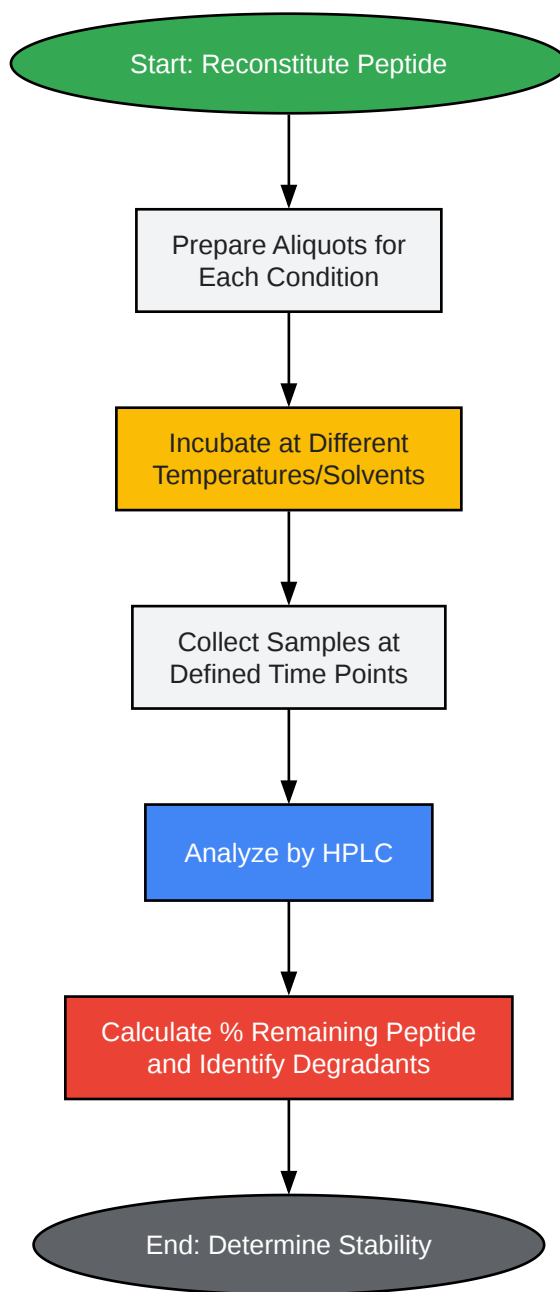 Start: Reconstitute Peptide
Prepare Aliquots for
Each Condition
Incubate at Different
Temperatures/Solvents
Collect Samples at
Defined Time Points
Analyze by HPLC
Calculate % Remaining Peptide
and Identify Degradants
End: Determine Stability